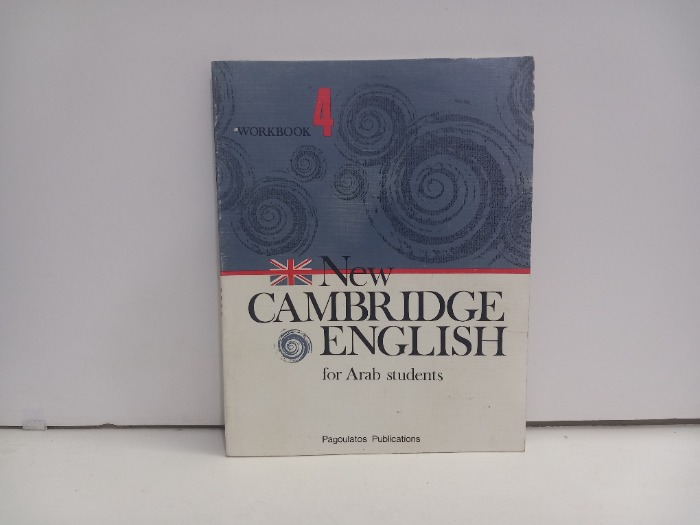 WORKBOOK 4
New
CAMBRIDGE
ENGLISH
for Arab students
Pagoulatos Publications